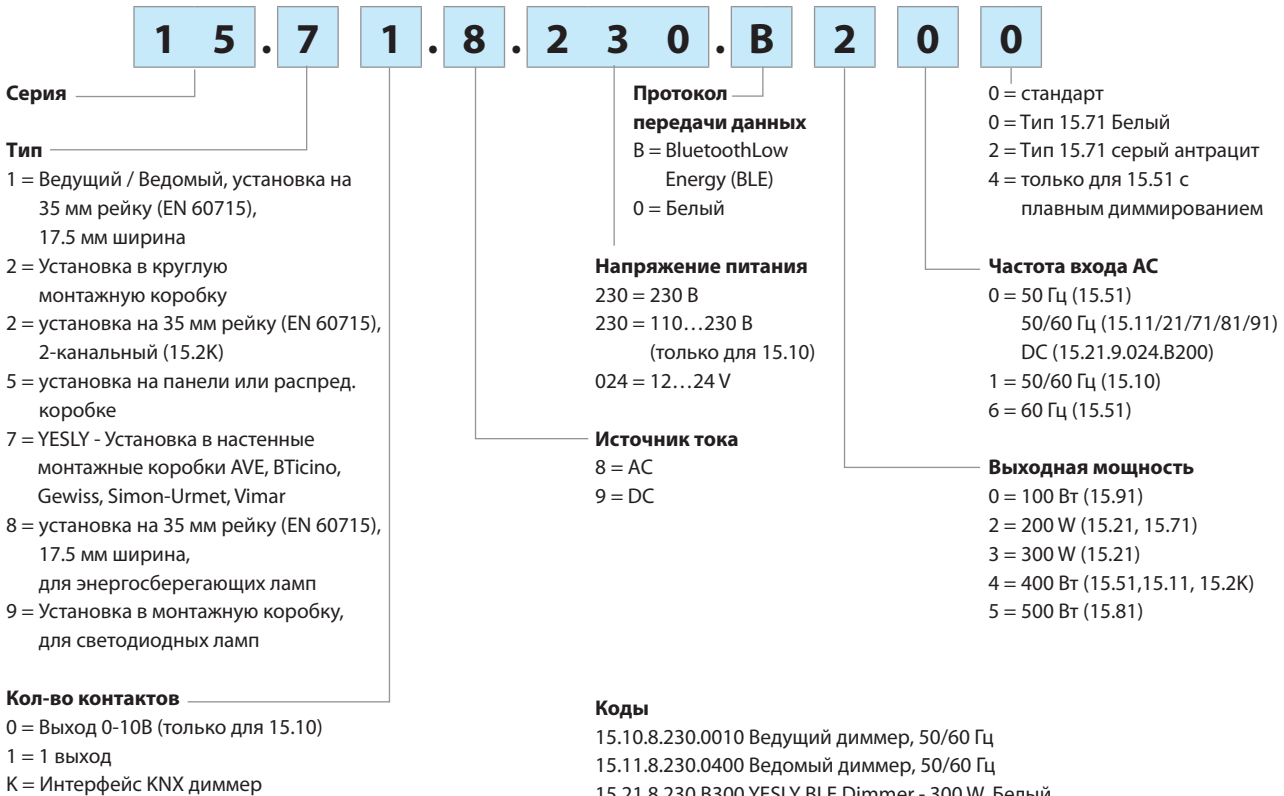 1 5 . 7 1 . 8 . 2 3 0 . B 2 0 0
Серия
Тип
1 = Ведущий / Ведомый, установка на
35 мм рейку (EN 60715),
17.5 мм ширина
2 = Установка в круглую
монтажную коробку
2 = установка на 35 мм рейку (EN 60715),
2-канальный (15.2K)
5 = установка на панели или распред.
коробке
7 = YESLY - Установка в настенные
монтажные коробки AVE, BTicino,
Gewiss, Simon-Urmet, Vimar
8 = установка на 35 мм рейку (EN 60715),
17.5 мм ширина,
для энергосберегающих ламп
9 = Установка в монтажную коробку,
для светодиодных ламп
Кол-во контактов
0 = Выход 0-10В (только для 15.10)
1 = 1 выход
K = Интерфейс KNX диммер
Протокол
передачи данных
B = BluetoothLow
Energy (BLE)
0 = Белый
Напряжение питания
230 = 230 В
230 = 110…230 В
(только для 15.10)
024 = 12…24 V
Источник тока
8 = AC
9 = DC
0 = стандарт
0 = Тип 15.71 Белый
2 = Тип 15.71 серый антрацит
4 = только для 15.51 с
плавным диммированием
Частота входа АС
0 = 50 Гц (15.51)
50/60 Гц (15.11/21/71/81/91)
DC (15.21.9.024.B200)
1 = 50/60 Гц (15.10)
6 = 60 Гц (15.51)
Выходная мощность
0 = 100 Вт (15.91)
2 = 200 W (15.21, 15.71)
3 = 300 W (15.21)
4 = 400 Вт (15.51,15.11, 15.2K)
5 = 500 Вт (15.81)
Коды
15.10.8.230.0010 Ведущий диммер, 50/60 Гц
15.11.8.230.0400 Ведомый диммер, 50/60 Гц
15.21.8.230.B300 YESLY BLE Dimmer - 300 W, Белый